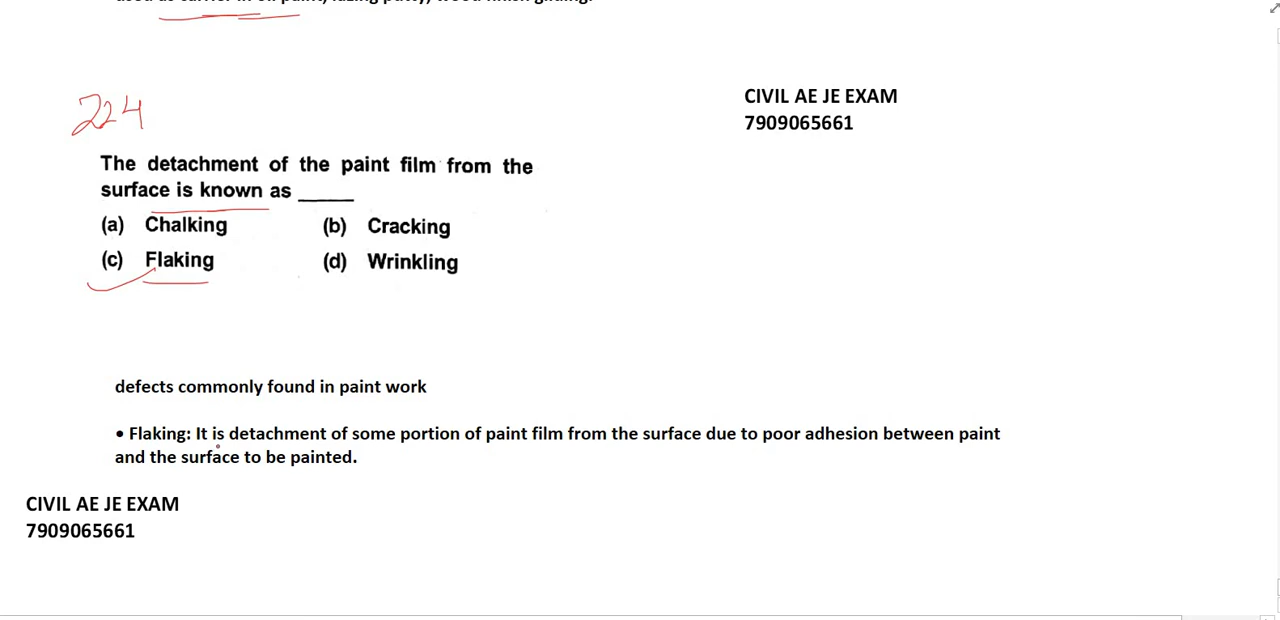 224
CIVIL AE JE EXAM
7909065661
The detachment of the paint film from the
surface is known as ____
(a) Chalking (b) Cracking
(c) Flaking (d) Wrinkling
defects commonly found in paint work
• Flaking: It is detachment of some portion of paint film from the surface due to poor adhesion between paint
and the surface to be painted.
CIVIL AE JE EXAM
7909065661